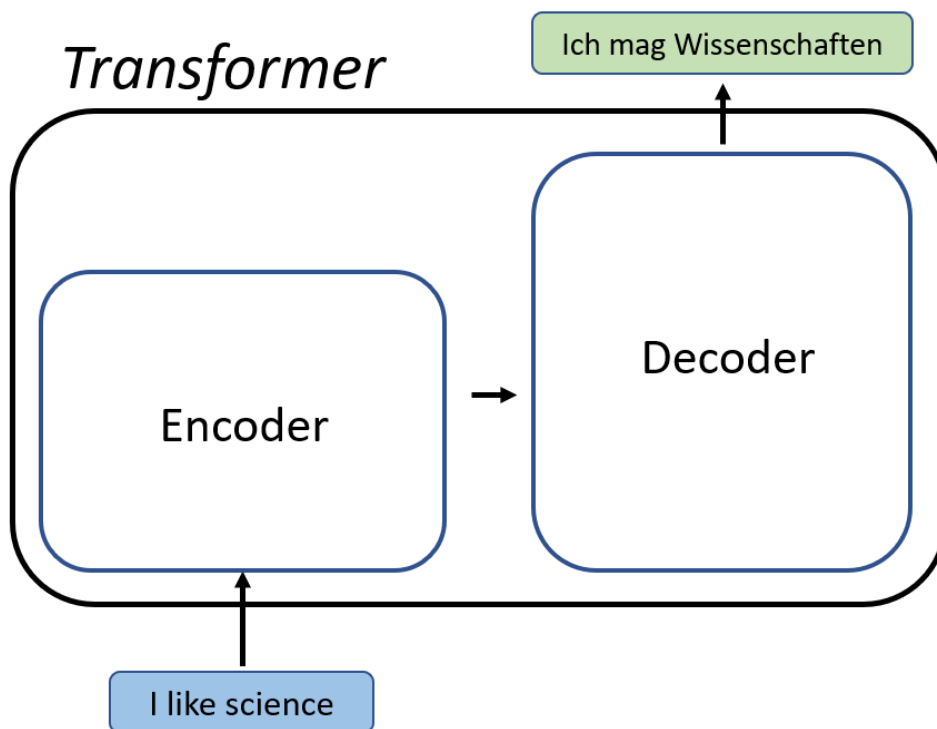 Ich mag Wissenschaften
Transformer
Decoder
Encoder
I like science